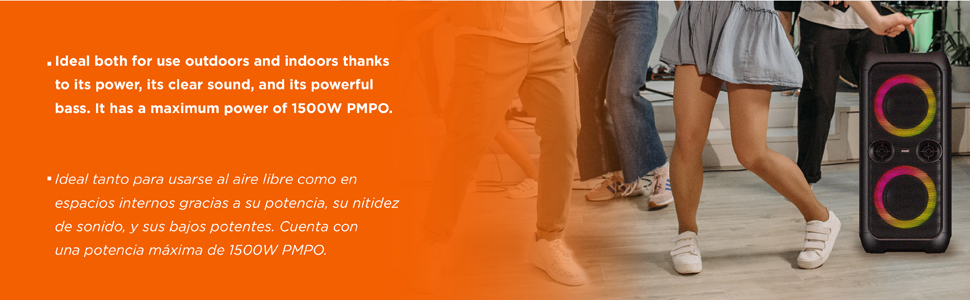 ▪ Ideal both for use outdoors and indoors thanks
to its power, its clear sound, and its powerful
bass. It has a maximum power of 1500W PMPO.
▪ Ideal tanto para usarse al aire libre como en
espacios internos gracias a su potencia, su nitidez
de sonido, y sus bajos potentes. Cuenta con
una potencia máxima de 1500W PMPO.